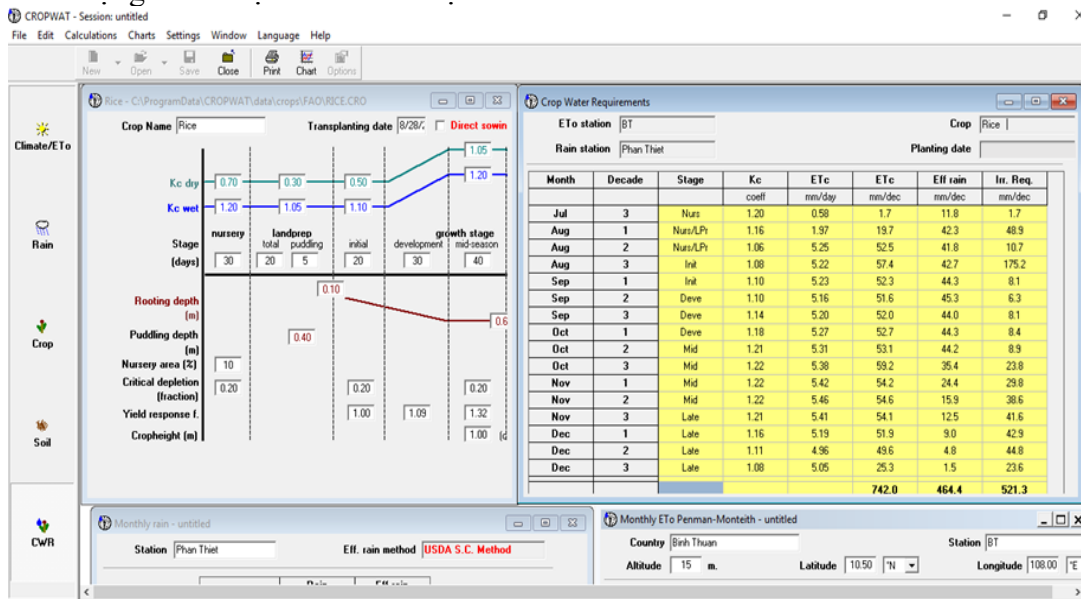 CROPWAT - Session: untitled
File Edit Calculations Charts Settings Window Language Help
New Open Save Close Print Chart Options
Climate/ETo
Rain
Crop
Soil
CWR
Rice - C:\ProgramData\CROPWAT\data\crops\FAO\RICE.CRO
Crop Name Rice Transplanting date 8/28/ Direct sowin
1.05
Kc dry 0.70 0.30 0.50
1.20
Kc wet 1.20 1.05 1.10
nursery landprep growth stage
Stage total pudding initial development mid-season
(days) 30 20 5 20 30 40
0.10
Rooting depth
(m) 0.6
Puddling depth 0.40
(m)
Nursery area (%) 10
Critical depletion 0.20 0.20 0.20
(fraction)
Yield response f. 1.00 1.09 1.32
Cropheight (m) 1.00 (d
Crop Water Requirements
ETo station BT Crop Rice
Rain station Phan Thiet Planting date
Month Decade Stage Kc ETc ETc Eff rain Irr. Req.
coeff mm/day mm/dec mm/dec mm/dec
Jul 3 Nurs 1.20 0.58 1.7 11.8 1.7
Aug 1 Nurs/LPr 1.16 1.97 19.7 42.3 48.9
Aug 2 Nurs/LPr 1.06 5.25 52.5 41.8 10.7
Aug 3 Init 1.08 5.22 57.4 42.7 175.2
Sep 1 Init 1.10 5.23 52.3 44.3 8.1
Sep 2 Deve 1.10 5.16 51.6 45.3 6.3
Sep 3 Deve 1.14 5.20 52.0 44.0 8.1
Oct 1 Deve 1.18 5.27 52.7 44.3 8.4
Oct 2 Mid 1.21 5.31 53.1 44.2 8.9
Oct 3 Mid 1.22 5.38 59.2 35.4 23.8
Nov 1 Mid 1.22 5.42 54.2 24.4 29.8
Nov 2 Mid 1.22 5.46 54.6 15.9 38.6
Nov 3 Late 1.21 5.41 54.1 12.5 41.6
Dec 1 Late 1.16 5.19 51.9 9.0 42.9
Dec 2 Late 1.11 4.96 49.6 4.8 44.8
Dec 3 Late 1.08 5.05 25.3 1.5 23.6
742.0 464.4 521.3
Monthly rain - untitled
Station Phan Thiet Eff. rain method USDA S.C. Method
Monthly ETo Penman-Monteith - untitled
Country Binh Thuan Station BT
Altitude 15 m. Latitude 10.50 °N Longitude 108.00 °E